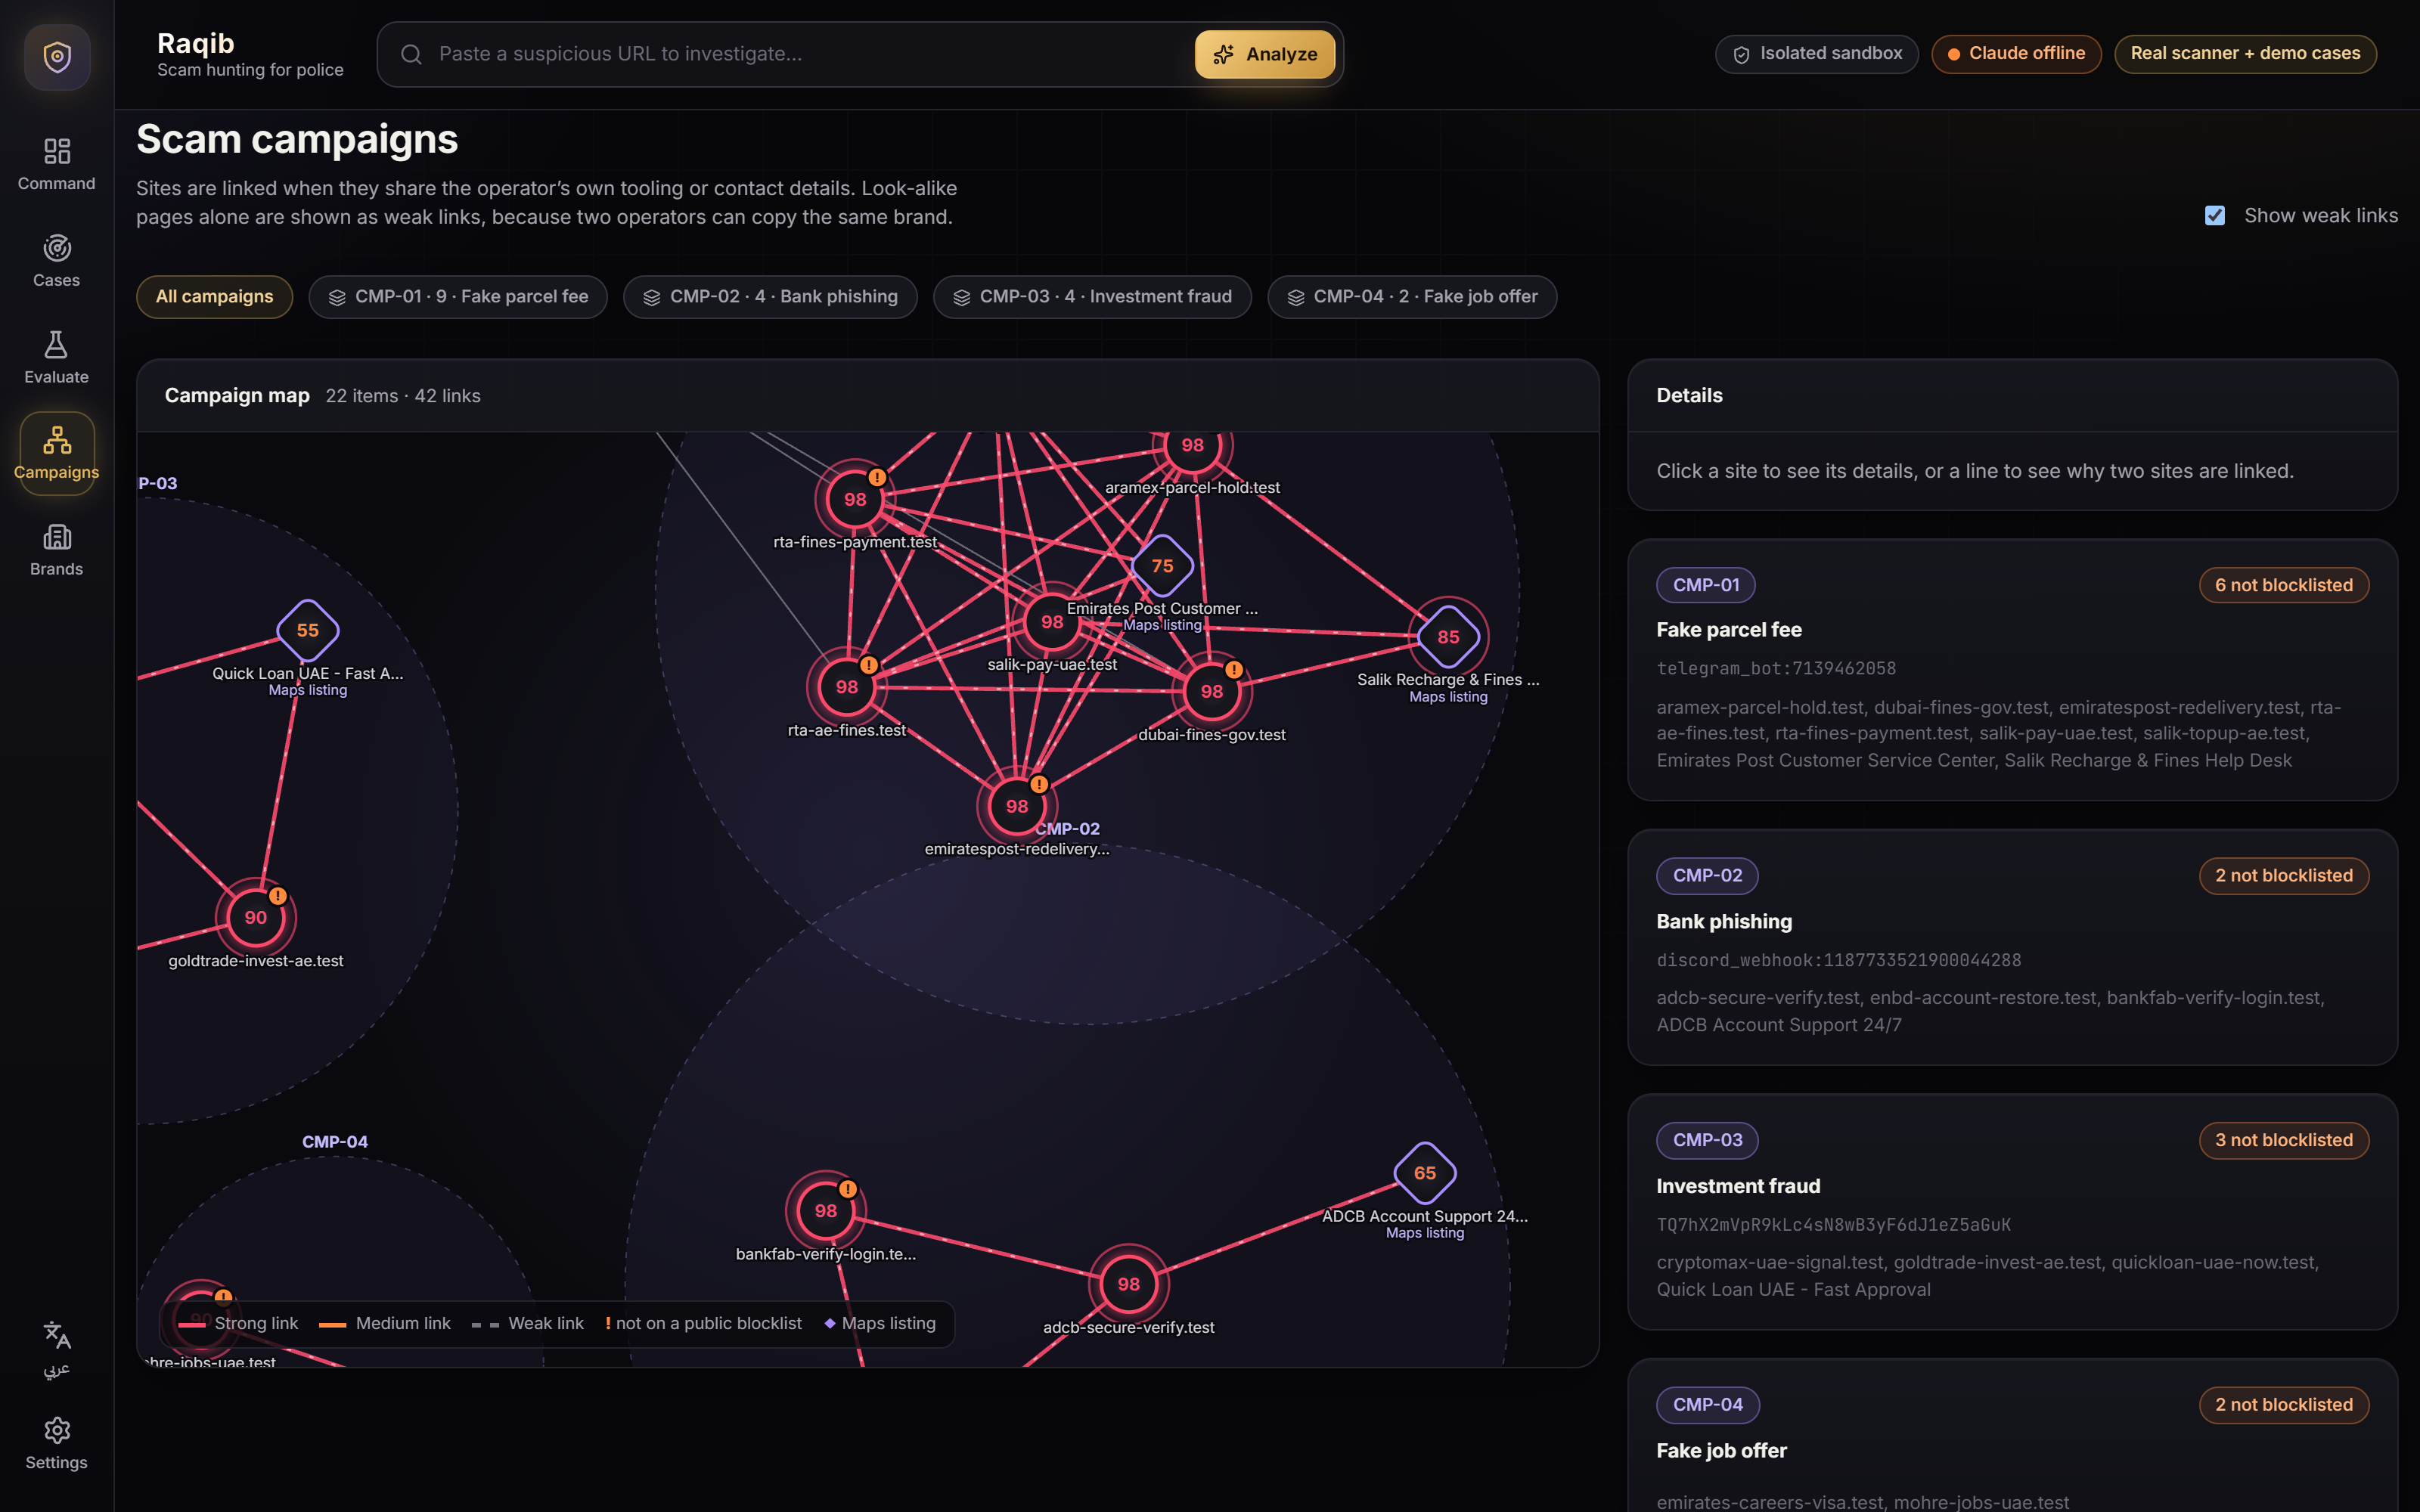 Raqib
Scam hunting for police
Paste a suspicious URL to investigate...
Analyze
Isolated sandbox
Claude offline
Real scanner + demo cases
Command
Cases
Evaluate
Campaigns
Brands
عربي
Settings
Scam campaigns
Sites are linked when they share the operator’s own tooling or contact details. Look-alike
pages alone are shown as weak links, because two operators can copy the same brand.
Show weak links
All campaigns
CMP-01 · 9 · Fake parcel fee
CMP-02 · 4 · Bank phishing
CMP-03 · 4 · Investment fraud
CMP-04 · 2 · Fake job offer
Campaign map 22 items · 42 links
P-03
98
aramex-parcel-hold.test
98
!
rta-fines-payment.test
75
Emirates Post Customer ...
Maps listing
55
Quick Loan UAE - Fast A...
Maps listing
98
salik-pay-uae.test
85
Salik Recharge & Fines ...
Maps listing
98
!
rta-ae-fines.test
98
!
dubai-fines-gov.test
98
!
CMP-02
emiratespost-redelivery...
90
!
goldtrade-invest-ae.test
CMP-04
65
ADCB Account Support 24...
Maps listing
98
!
bankfab-verify-login.te...
98
adcb-secure-verify.test
90
!
Strong link
Medium link
Weak link
! not on a public blocklist
Maps listing
hre-jobs-uae.test
Details
Click a site to see its details, or a line to see why two sites are linked.
CMP-01
6 not blocklisted
Fake parcel fee
telegram_bot:7139462058
aramex-parcel-hold.test, dubai-fines-gov.test, emiratespost-redelivery.test, rta-
ae-fines.test, rta-fines-payment.test, salik-pay-uae.test, salik-topup-ae.test,
Emirates Post Customer Service Center, Salik Recharge & Fines Help Desk
CMP-02
2 not blocklisted
Bank phishing
discord_webhook:1187733521900044288
adcb-secure-verify.test, enbd-account-restore.test, bankfab-verify-login.test,
ADCB Account Support 24/7
CMP-03
3 not blocklisted
Investment fraud
TQ7hX2mVpR9kLc4sN8wB3yF6dJ1eZ5aGuK
cryptomax-uae-signal.test, goldtrade-invest-ae.test, quickloan-uae-now.test,
Quick Loan UAE - Fast Approval
CMP-04
2 not blocklisted
Fake job offer
emirates-careers-visa.test, mohre-jobs-uae.test